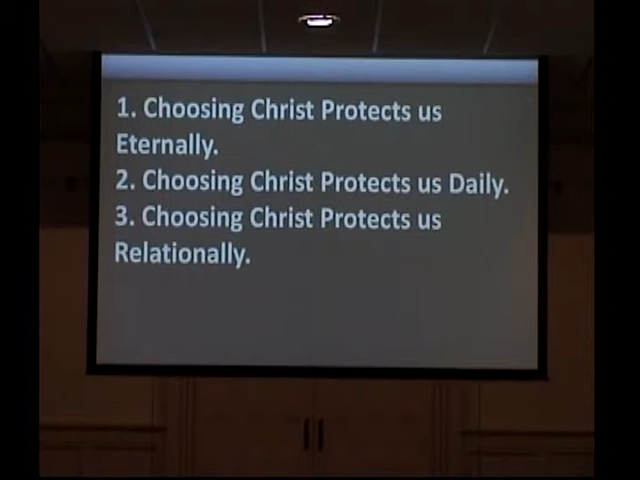 1. Choosing Christ Protects us
Eternally.
2. Choosing Christ Protects us Daily.
3. Choosing Christ Protects us
Relationally.